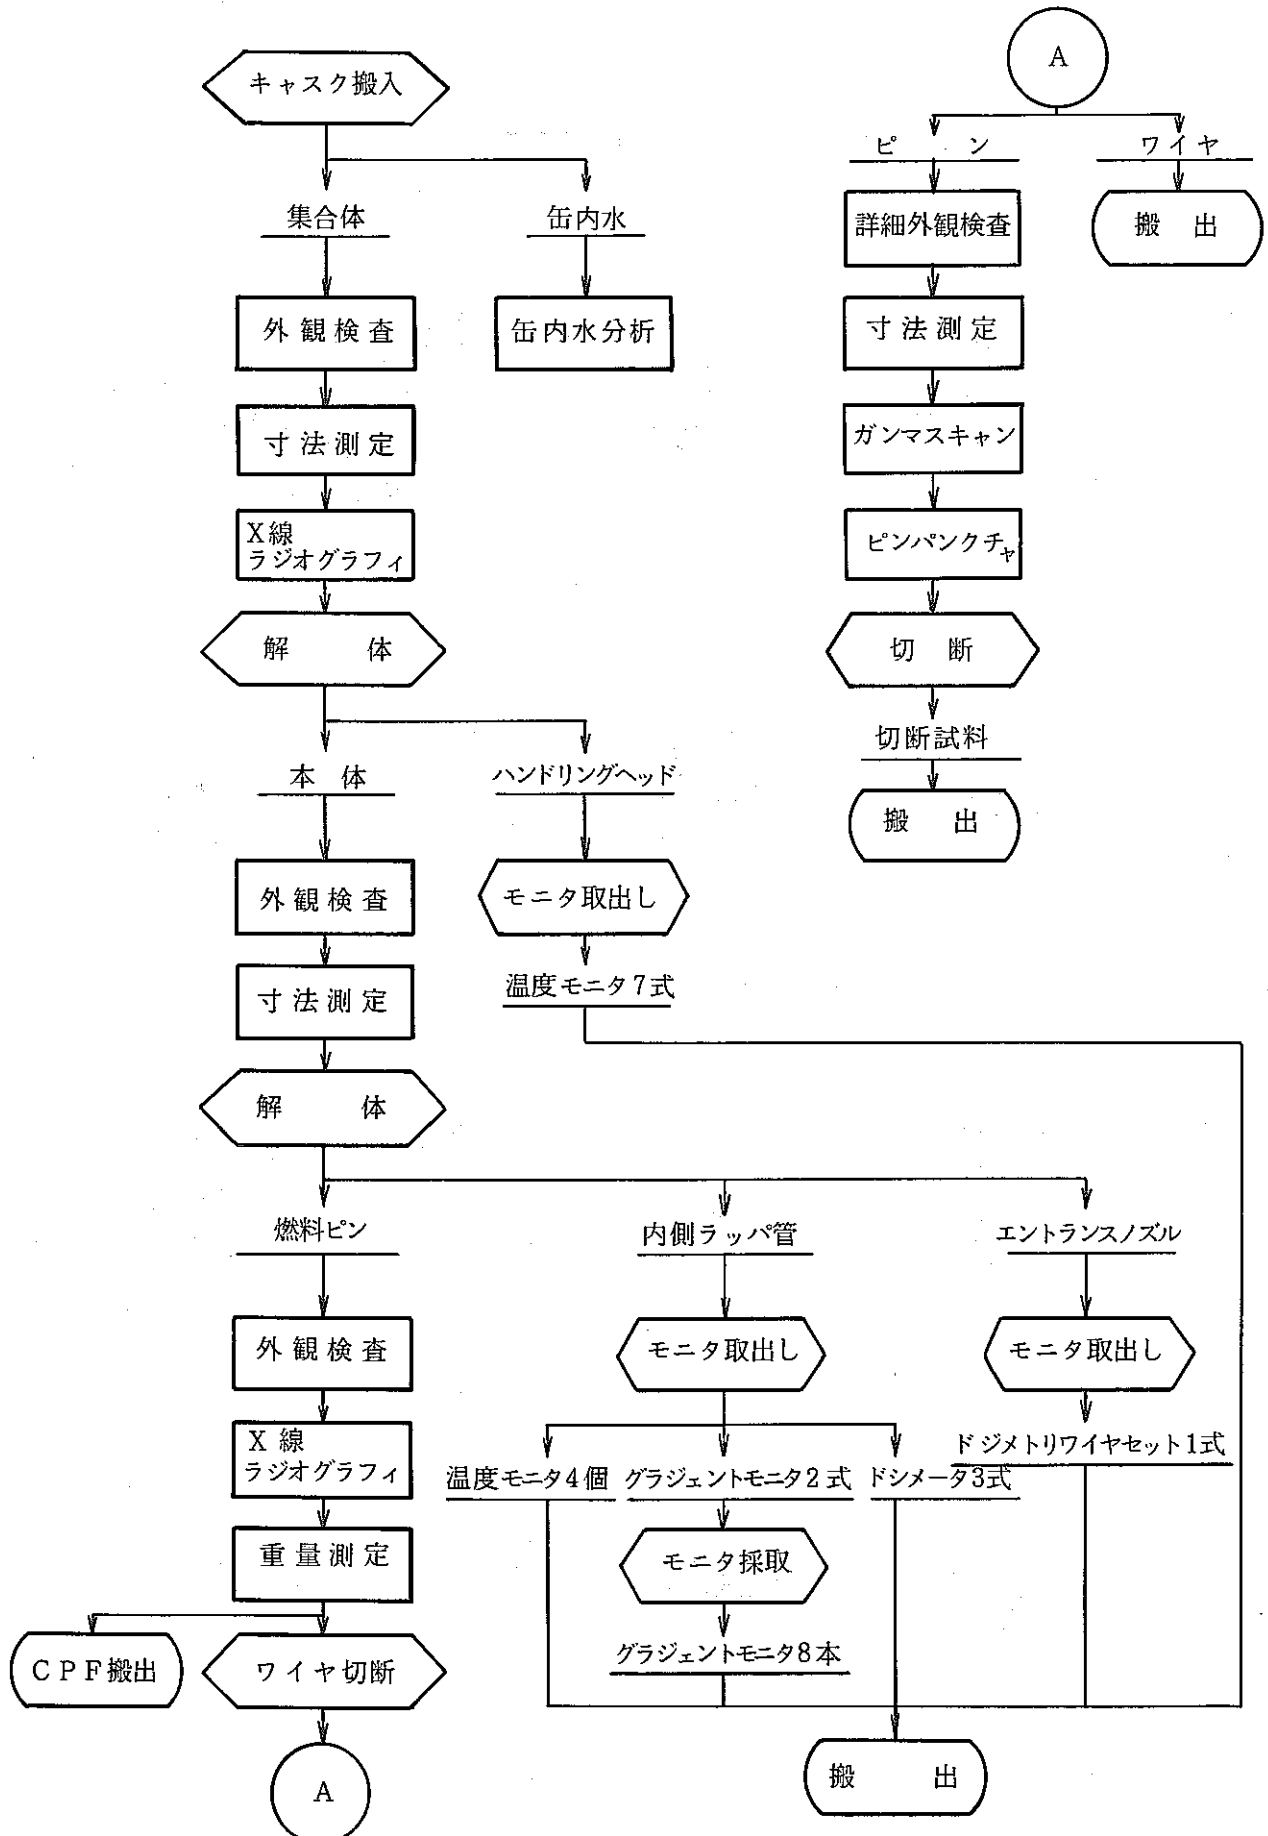 キャスク搬入
集合体
缶内水
外観検査
缶内水分析
寸法測定
X線
ラジオグラフィ
解 体
本 体
ハンドリングヘッド
外観検査
モニタ取出し
寸法測定
温度モニタ7式
解 体
燃料ピン
内側ラッパ管
エントランスノズル
外観検査
モニタ取出し
モニタ取出し
X 線
ラジオグラフィ
温度モニタ4個
グラジェントモニタ2式
ドシメータ3式
ドジメトリワイヤセット1式
重量測定
モニタ採取
CPF搬出
ワイヤ切断
グラジェントモニタ8本
A
搬 出
A
ピ ン
ワイヤ
詳細外観検査
搬 出
寸法測定
ガンマスキャン
ピンパンクチャ
切 断
切断試料
搬 出